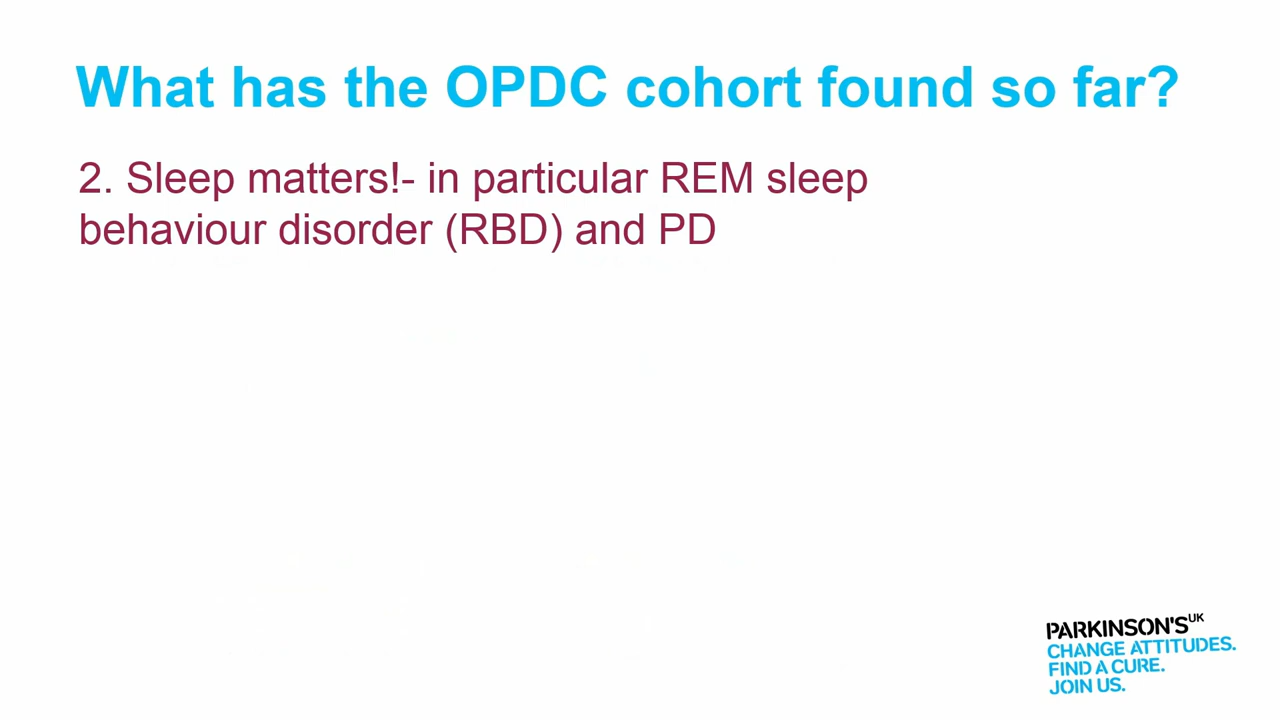 What has the OPDC cohort found so far?
2. Sleep matters!- in particular REM sleep
behaviour disorder (RBD) and PD
PARKINSON'S UK
CHANGE ATTITUDES.
FIND A CURE.
JOIN US.